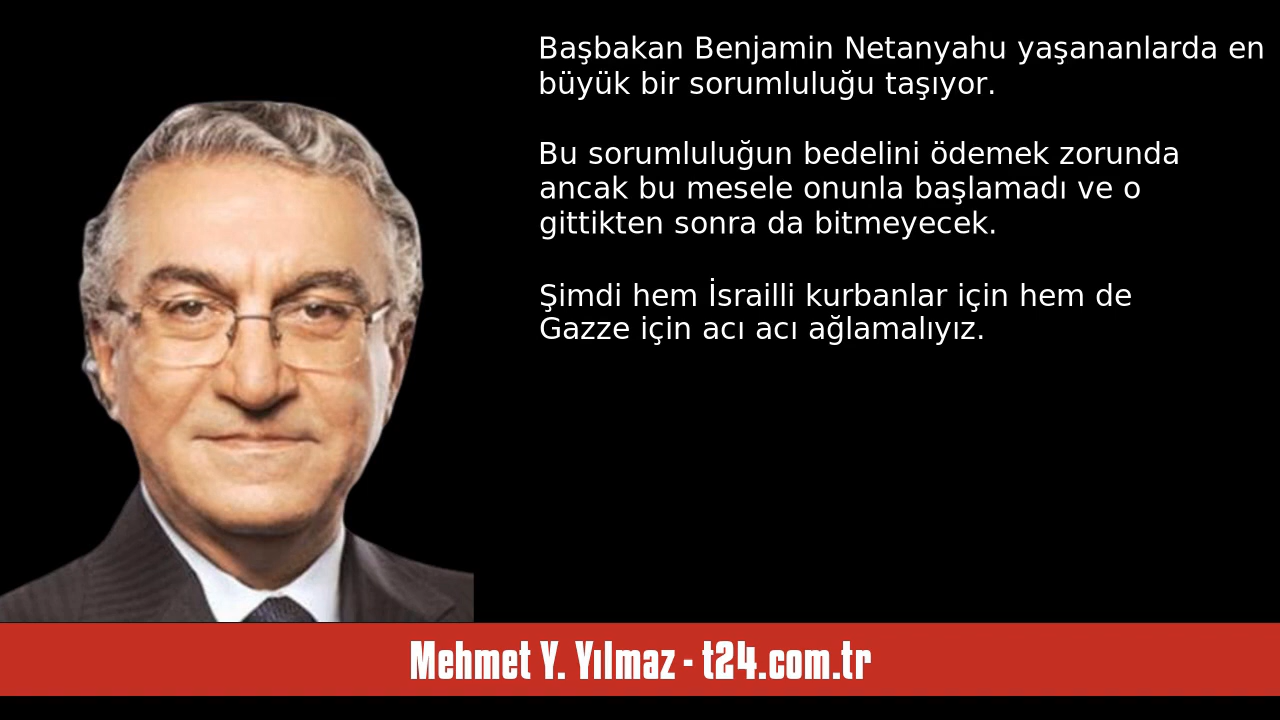 Başbakan Benjamin Netanyahu yaşananlarda en
büyük bir sorumluluğu taşıyor.
Bu sorumluluğun bedelini ödemek zorunda
ancak bu mesele onunla başlamadı ve o
gittikten sonra da bitmeyecek.
Şimdi hem İsrailli kurbanlar için hem de
Gazze için acı acı ağlamalıyız.
Mehmet Y. Yılmaz - t24.com.tr